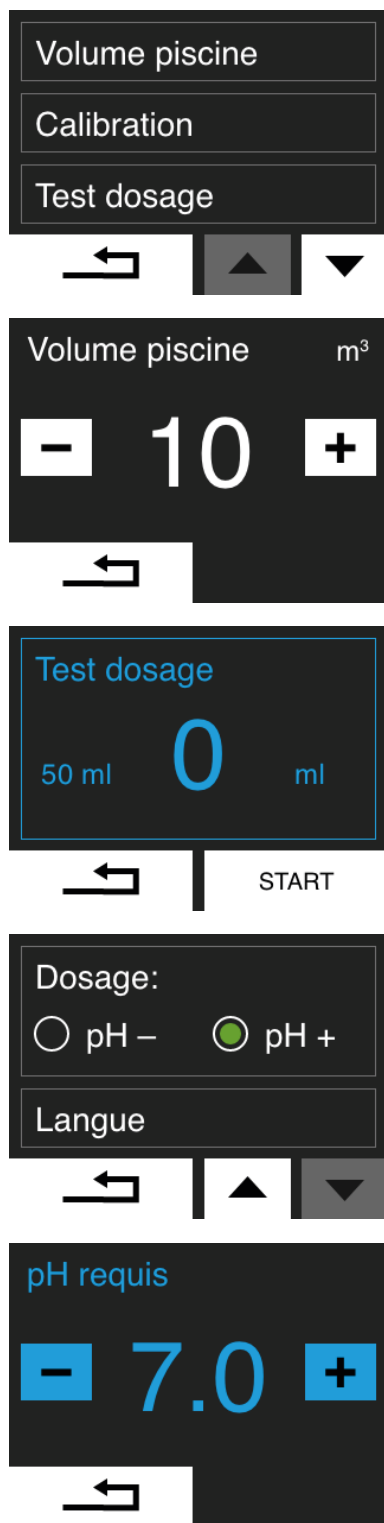 Volume piscine
Calibration
Test dosage
Volume piscine m³
− 10 +
Test dosage
50 ml 0 ml
START
Dosage:
pH – pH +
Langue
pH requis
− 7.0 +